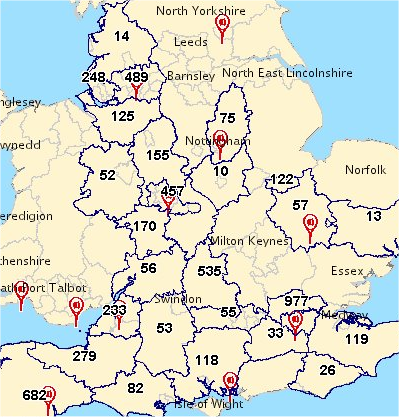 North Yorkshire
14
Leeds
248
489
Barnsley
North East Lincolnshire
nglesey
125
75
wynedd
155
Nottingham
Norfolk
52
10
122
457
57
eredigion
13
170
Milton Keynes
thenshire
56
535
Essex
Port Talbot
977
Swindon
233
55
Medway
53
33
119
279
118
26
82
682
Isle of Wight